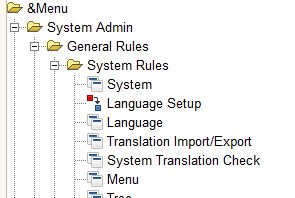 &Menu
System Admin
General Rules
System Rules
System
Language Setup
Language
Translation Import/Export
System Translation Check
Menu